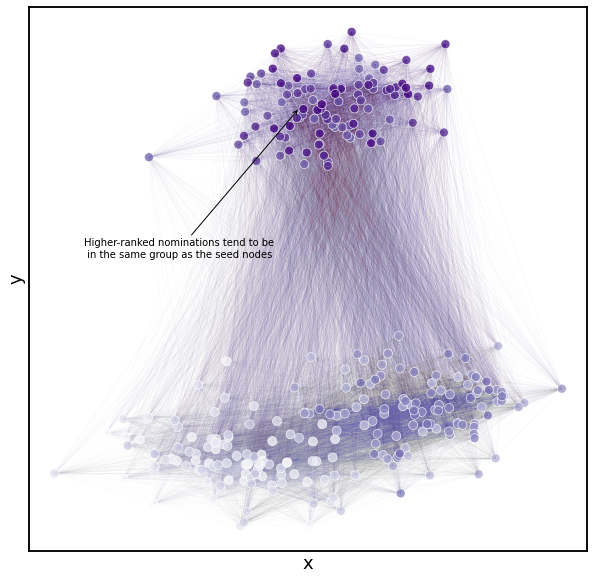 Higher-ranked nominations tend to be
in the same group as the seed nodes
y
x